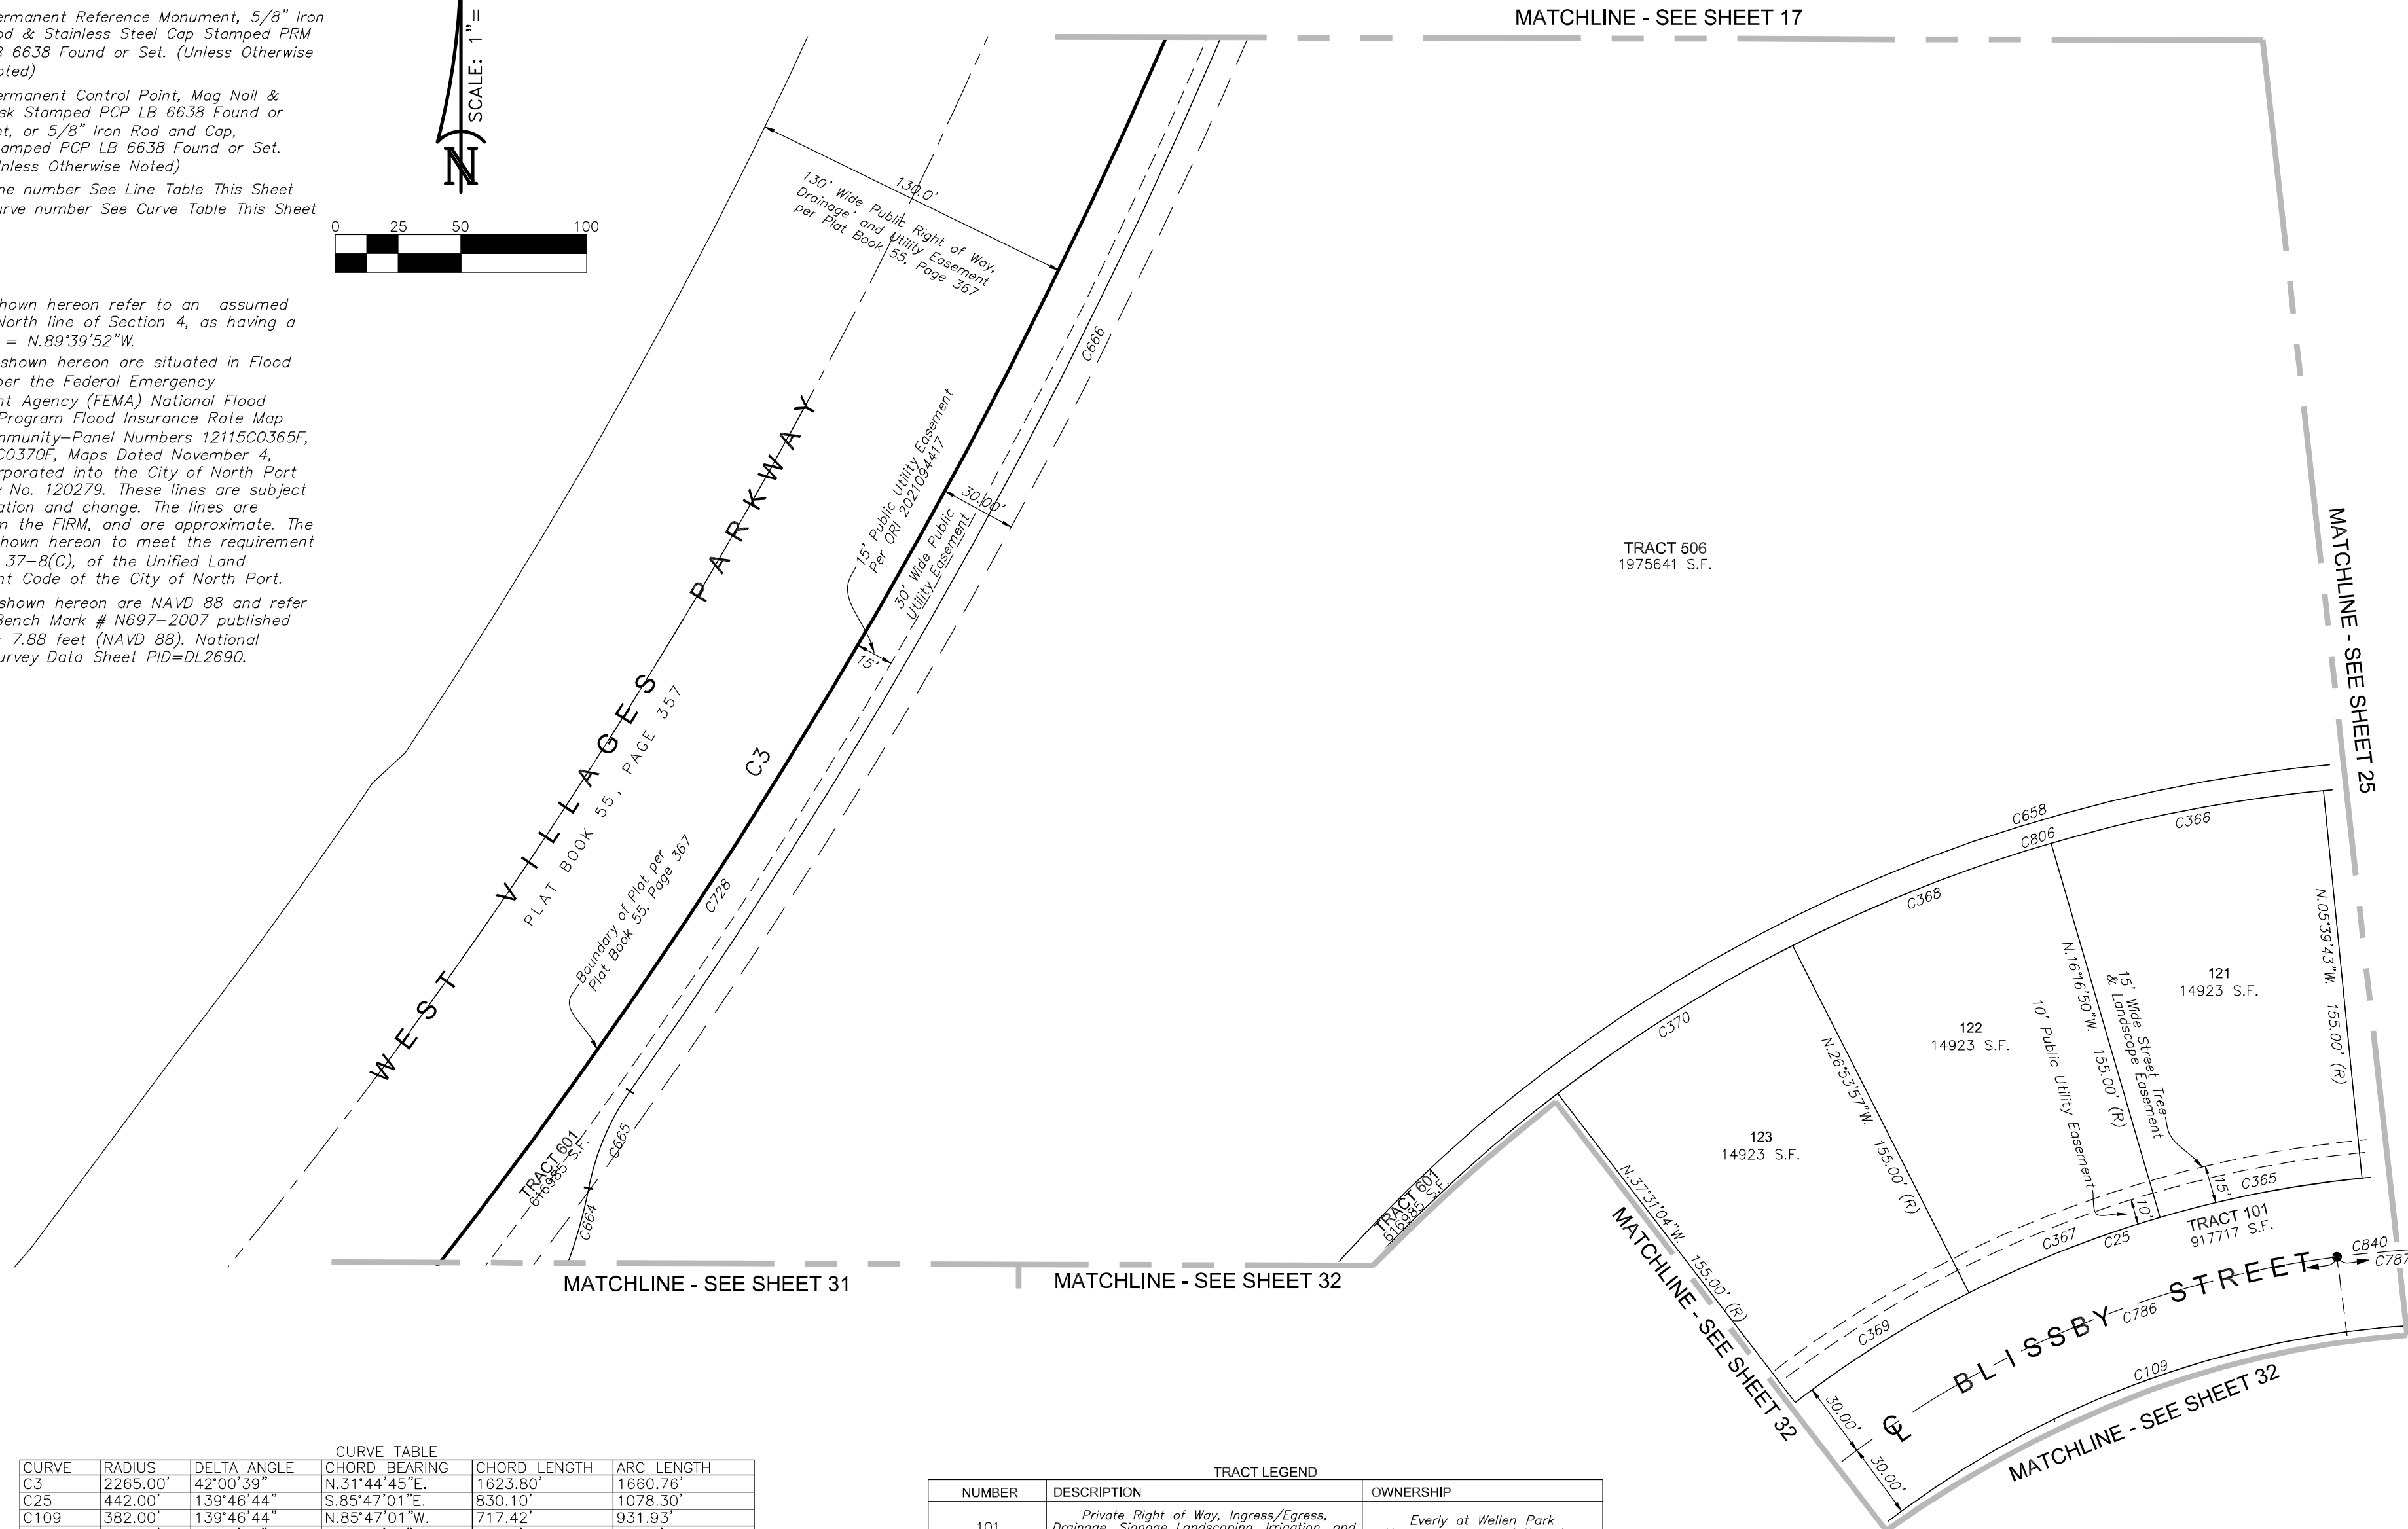 ermanent Reference Monument, 5/8” Iron
od & Stainless Steel Cap Stamped PRM
B 6638 Found or Set. (Unless Otherwise
oted)
ermanent Control Point, Mag Nail &
sk Stamped PCP LB 6638 Found or
et, or 5/8” Iron Rod and Cap,
tamped PCP LB 6638 Found or Set.
nless Otherwise Noted)
ne number See Line Table This Sheet
urve number See Curve Table This Sheet
SCALE: 1"=
N
0 25 50 100
hown hereon refer to an assumed
North line of Section 4, as having a
= N.89°39'52"W.
shown hereon are situated in Flood
per the Federal Emergency
nt Agency (FEMA) National Flood
Program Flood Insurance Rate Map
mmunity-Panel Numbers 12115C0365F,
C0370F, Maps Dated November 4,
rporated into the City of North Port
y No. 120279. These lines are subject
ation and change. The lines are
m the FIRM, and are approximate. The
hown hereon to meet the requirement
37-8(C), of the Unified Land
nt Code of the City of North Port.
shown hereon are NAVD 88 and refer
Bench Mark # N697-2007 published
7.88 feet (NAVD 88). National
urvey Data Sheet PID=DL2690.
MATCHLINE - SEE SHEET 17
130.0'
130' Wide Public Right of Way,
Drainage and Utility Easement
per Plat Book 55, Page 367
C666
15' Public Utility Easement
Per ORI 2021094417
30.00'
30' Wide Public
Utility Easement
15'
WEST VILLAGES PARKWAY
PLAT BOOK 55, PAGE 357
C3
Boundary of Plat per
Plat Book 55, Page 367
C728
TRACT 601
616985 S.F.
C665
C664
MATCHLINE - SEE SHEET 31
MATCHLINE - SEE SHEET 32
TRACT 506
1975641 S.F.
MATCHLINE - SEE SHEET 25
C658
C806
C366
C368
C370
N.05°39'43"W. 155.00' (R)
121
14923 S.F.
N.16°16'50"W. 155.00' (R)
15' Wide Street Tree
& Landscape Easement
122
14923 S.F.
10' Public Utility Easement
N.26°53'57"W. 155.00' (R)
123
14923 S.F.
N.37°31'04"W. 155.00' (R)
TRACT 601
616985 S.F.
MATCHLINE - SEE SHEET 32
15'
C365
10'
TRACT 101
917717 S.F.
C367
C25
C840
C787
C369
BLISSBY STREET
C786
C109
30.00'
30.00'
MATCHLINE - SEE SHEET 32
CURVE TABLE
CURVE RADIUS DELTA ANGLE CHORD BEARING CHORD LENGTH ARC LENGTH
C3 2265.00' 42°00'39" N.31°44'45"E. 1623.80' 1660.76'
C25 442.00' 139°46'44" S.85°47'01"E. 830.10' 1078.30'
C109 382.00' 139°46'44" N.85°47'01"W. 717.42' 931.93'
TRACT LEGEND
NUMBER DESCRIPTION OWNERSHIP
101 Private Right of Way, Ingress/Egress, Everly at Wellen Park
Drainage, Signage Landscaping, Irrigation, and